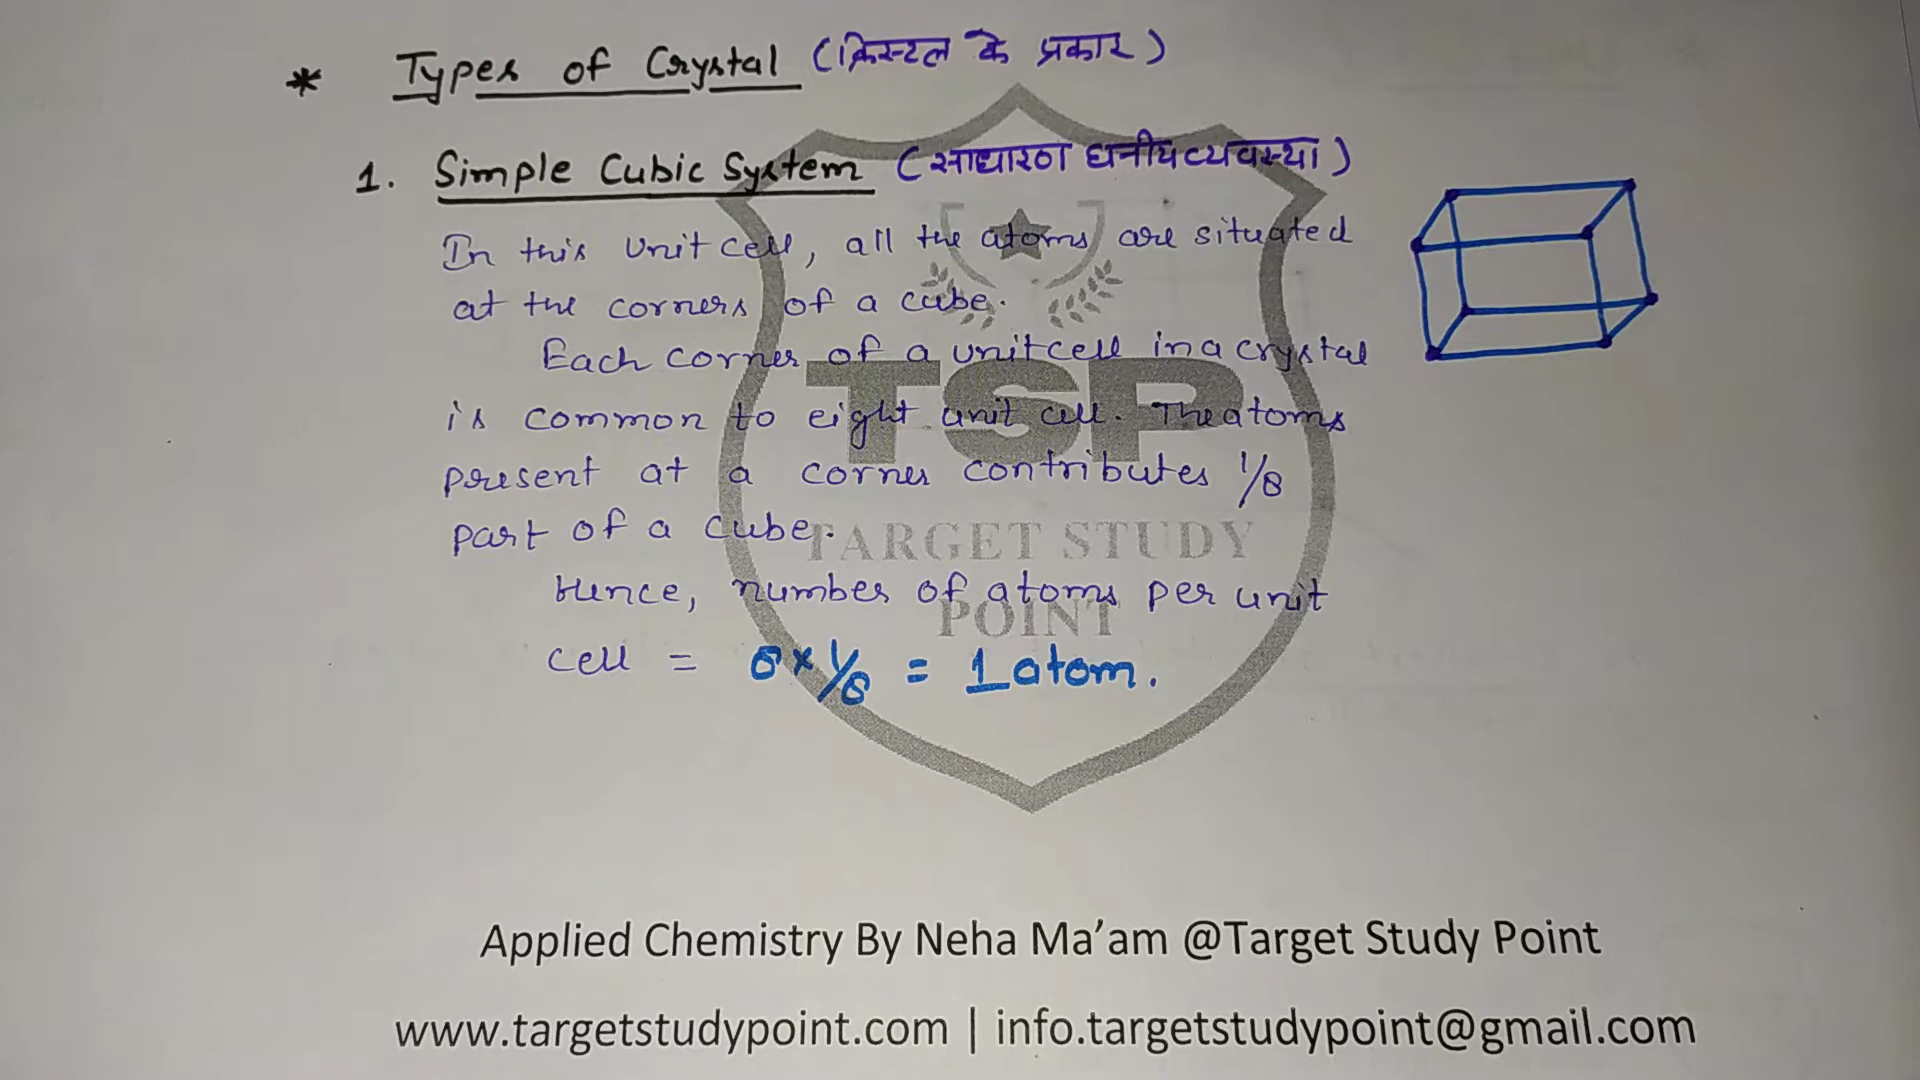 * Types of Crystal (क्रिस्टल के प्रकार)
1. Simple Cubic System (साधारण घनीय व्यवस्था)
In this unit cell, all the atoms are situated
at the corners of a cube.
Each corner of a unit cell in a crystal
is common to eight unit cell. The atoms
present at a corner contributes 1/8
part of a cube.
Hence, number of atoms per unit
cell = 8 × 1/8 = 1 atom.
TSP
TARGET STUDY
POINT
Applied Chemistry By Neha Ma’am @Target Study Point
www.targetstudypoint.com | info.targetstudypoint@gmail.com